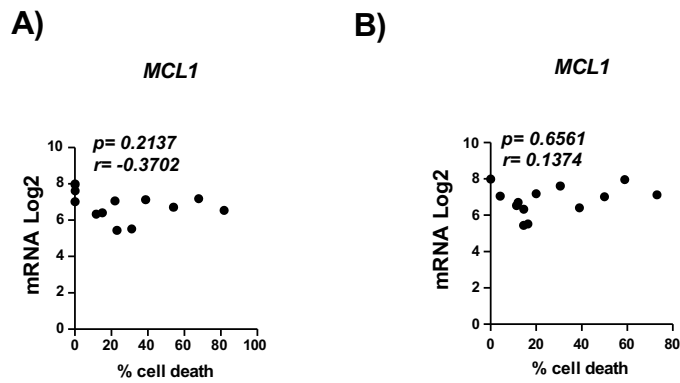 A)
MCL1
p= 0.2137
r= -0.3702
mRNA Log2
10
8
6
4
2
0
0 20 40 60 80 100
% cell death
B)
MCL1
p= 0.6561
r= 0.1374
mRNA Log2
10
8
6
4
2
0
0 20 40 60 80
% cell death